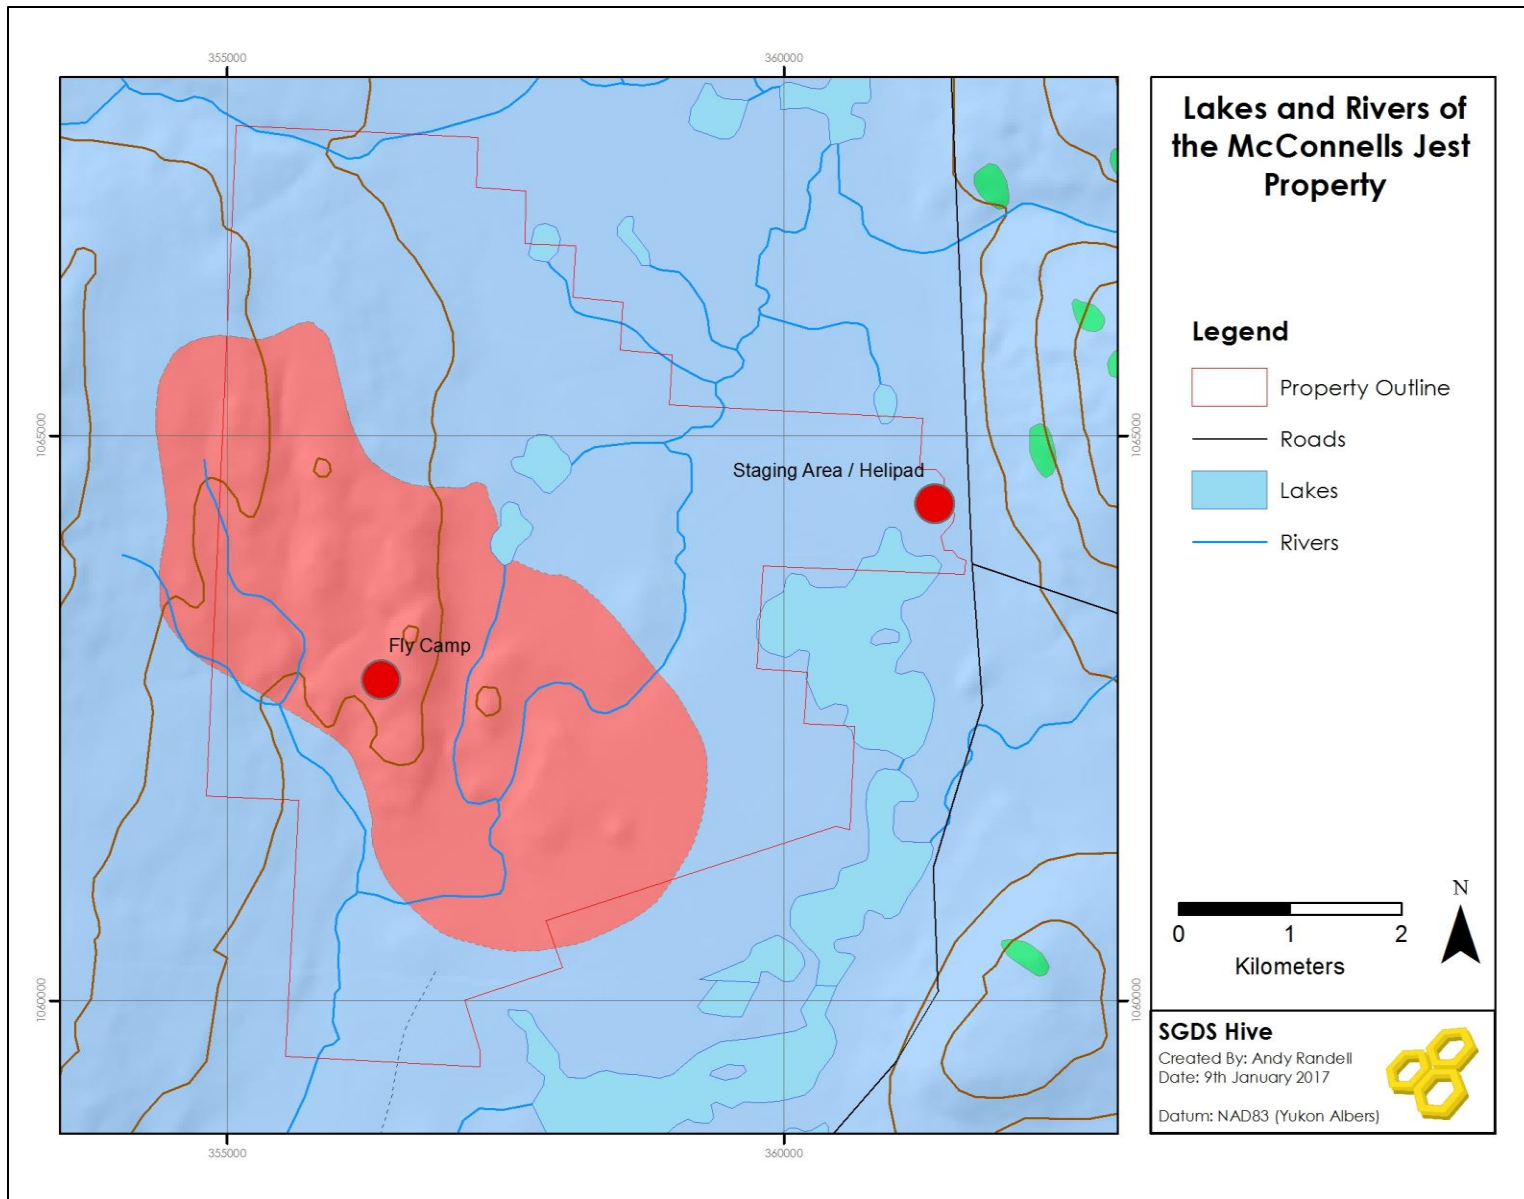 355000
360000
Lakes and Rivers of
the McConnells Jest
Property
Legend
Property Outline
Roads
Lakes
Rivers
1065000
1065000
Staging Area / Helipad
Fly Camp
N
0 1 2
Kilometers
1060000
1060000
SGDS Hive
Created By: Andy Randell
Date: 9th January 2017
Datum: NAD83 (Yukon Albers)
355000
360000